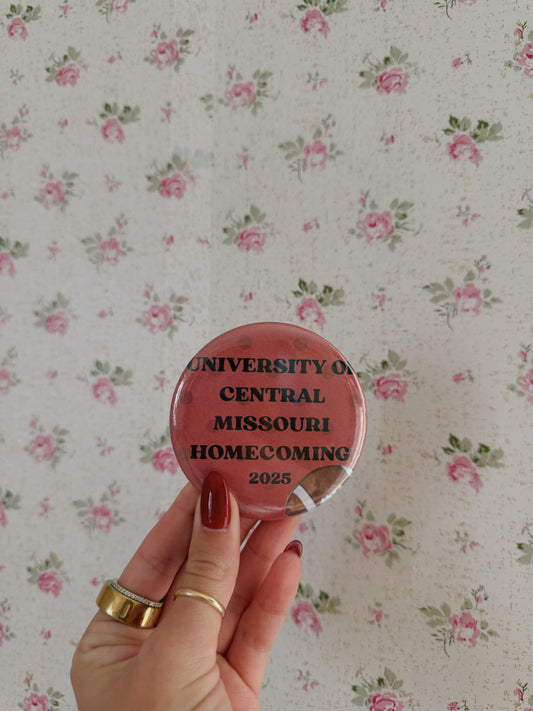 UNIVERSITY OF
CENTRAL
MISSOURI
HOMECOMING
2025